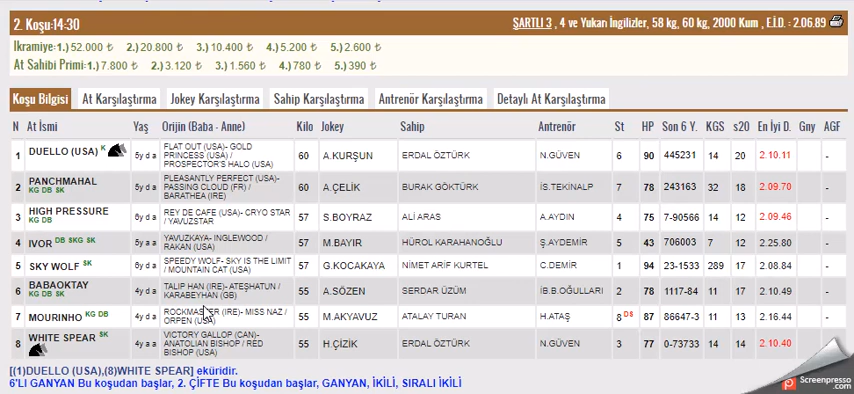 2. Koşu:14:30 ŞARTLI 3 , 4 ve Yukarı İngilizler, 58 kg, 60 kg, 2000 Kum , E.İ.D. : 2.06.89
İkramiye:1.) 52.000 ₺ 2.) 20.800 ₺ 3.) 10.400 ₺ 4.) 5.200 ₺ 5.) 2.600 ₺
At Sahibi Primi:1.) 7.800 ₺ 2.) 3.120 ₺ 3.) 1.560 ₺ 4.) 780 ₺ 5.) 390 ₺
Koşu Bilgisi At Karşılaştırma Jokey Karşılaştırma Sahip Karşılaştırma Antrenör Karşılaştırma Detaylı At Karşılaştırma
N At İsmi Yaş Orijin (Baba - Anne) Kilo Jokey Sahip Antrenör St HP Son 6 Y. KGS s20 En İyi D. Gny AGF
1 DUELLO (USA) K 6y d a FLAT OUT (USA)- GOLD PRINCESS (USA) / PROSPECTOR'S HALO (USA) 60 A.KURŞUN ERDAL ÖZTÜRK N.GÜVEN 6 90 445231 14 20 2.10.11 -
2 PANCHMAHAL KG DB SK 5y d a PLEASANTLY PERFECT (USA)- PASSING CLOUD (FR) / BARATHEA (IRE) 60 A.ÇELİK BURAK GÖKTÜRK İS.TEKINALP 7 78 243163 32 18 2.09.70 -
3 HIGH PRESSURE KG DB 6y d a REY DE CAFE (USA)- CRYO STAR / YAVUZSTAR 57 S.BOYRAZ ALİ ARAS A.AYDIN 4 75 7-90566 14 12 2.09.46 -
4 IVOR DB SKG SK 5y a a YAVUZKAYA- INGLEWOOD / RAKAN (USA) 57 M.BAYIR HÜROL KARAHANOĞLU Ş.AYDEMİR 5 43 706003 7 12 2.25.80 -
5 SKY WOLF SK 5y a a SPEEDY WOLF- SKY IS THE LIMIT / MOUNTAIN CAT (USA) 57 G.KOCAKAYA NİMET ARİF KURTEL C.DEMİR 1 94 23-1533 289 17 2.08.84 -
6 BABAOKTAY KG DB SK 4y d a TALIP HAN (IRE)- ATEŞHATUN / KARABEYHAN (GB) 55 A.SÖZEN SERDAR ÜZÜM İB.B.OĞULLARI 2 78 1117-84 11 17 2.10.49 -
7 MOURINHO KG DB 4y d a ROCKMASTER (IRE)- MISS NAZ / ORPEN (USA) 55 M.AKYAVUZ ATALAY TURAN H.ATAŞ 8 DS 87 86647-3 11 13 2.16.44 -
8 WHITE SPEAR SK 4y a a VICTORY GALLOP (CAN)- ANATOLIAN BISHOP / RED BISHOP (USA) 55 H.ÇİZİK ERDAL ÖZTÜRK N.GÜVEN 3 77 0-73733 14 14 2.10.40 -
[(1)DUELLO (USA),(8)WHITE SPEAR] eküridir.
6'LI GANYAN Bu koşudan başlar, 2. ÇİFTE Bu koşudan başlar, GANYAN, İKİLİ, SIRALI İKİLİ
Screenpresso.com